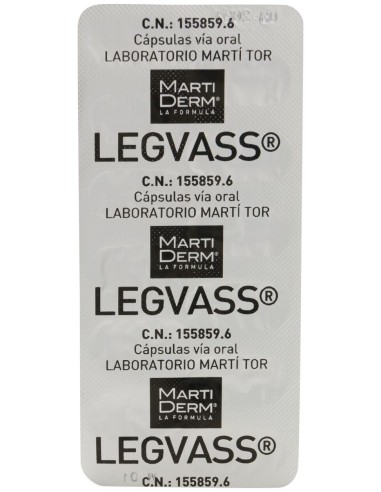 C.N.: 155859.6
Cápsulas vía oral
LABORATORIO MARTÍ TOR
MARTI
DERM®
LA FORMULA
LEGVASS®
C.N.: 155859.6
Cápsulas vía oral
LABORATORIO MARTÍ TOR
MARTI
DERM®
LA FORMULA
LEGVASS®
C.N.: 155859.6
Cápsulas vía oral
LABORATORIO MARTÍ TOR
MARTI
DERM®
LA FORMULA
LEGVASS®
C.N.: 155859.6